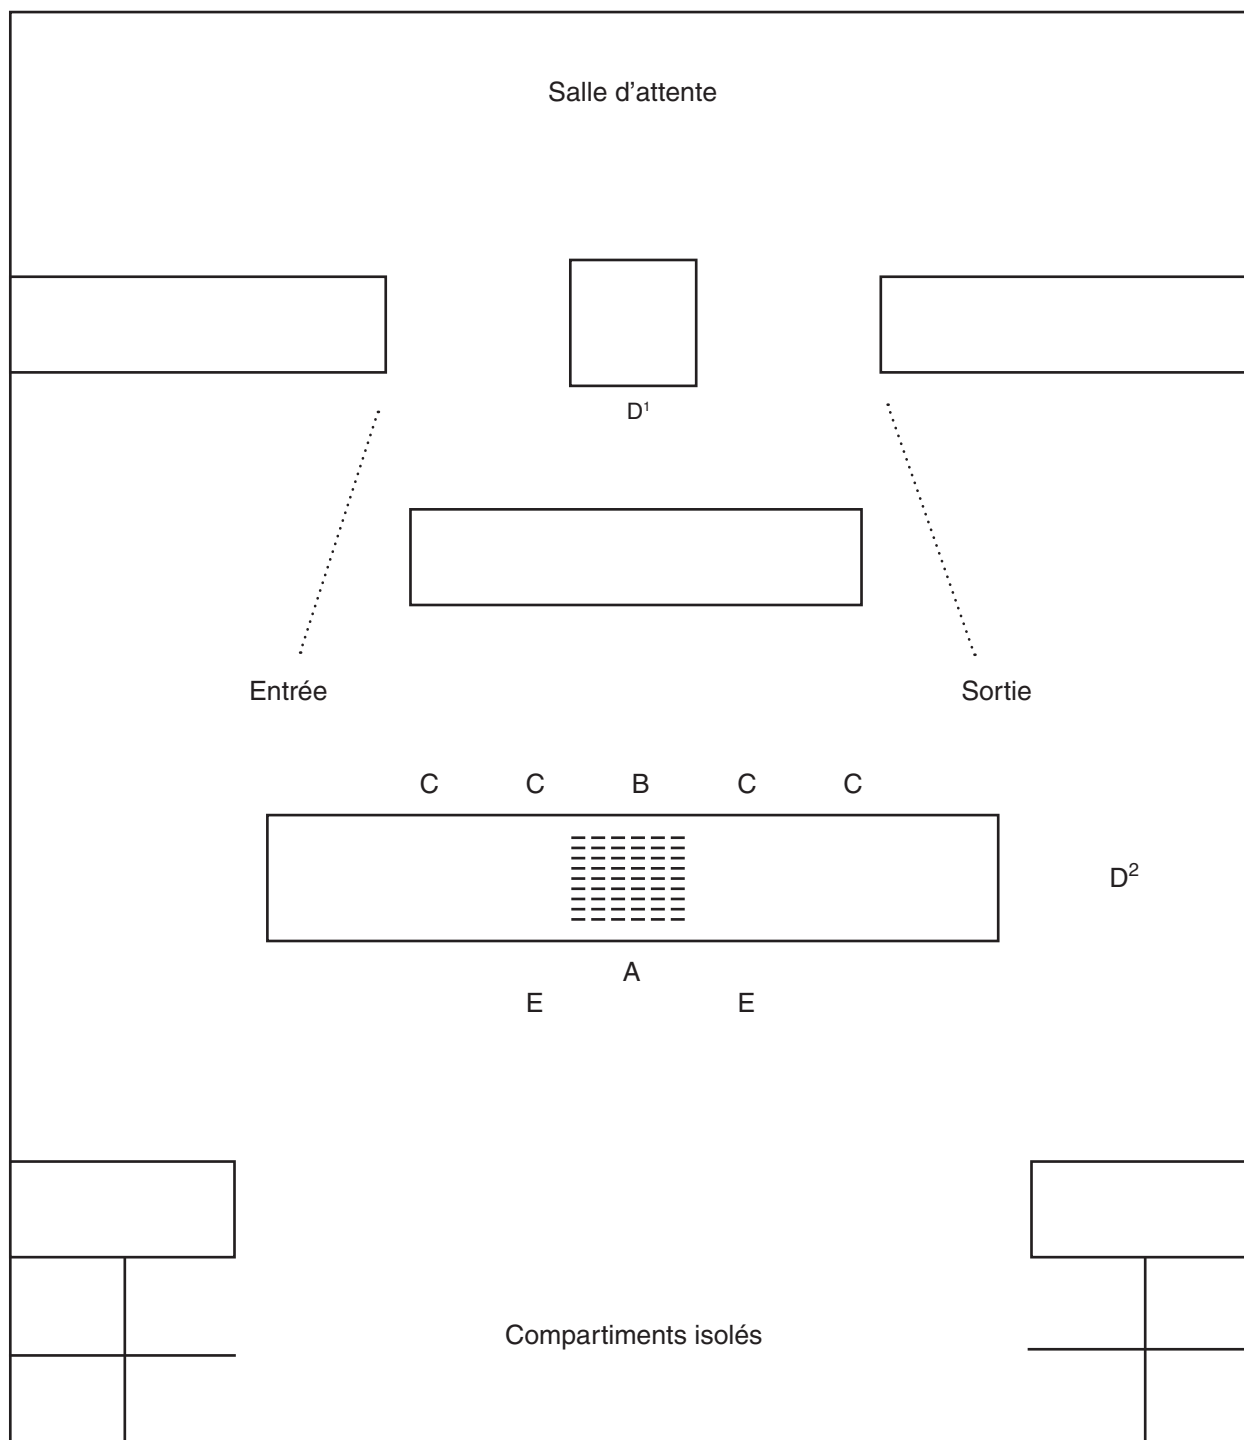 Salle d'attente
D¹
Entrée Sortie
C C B C C
D²
A
E E
Compartiments isolés